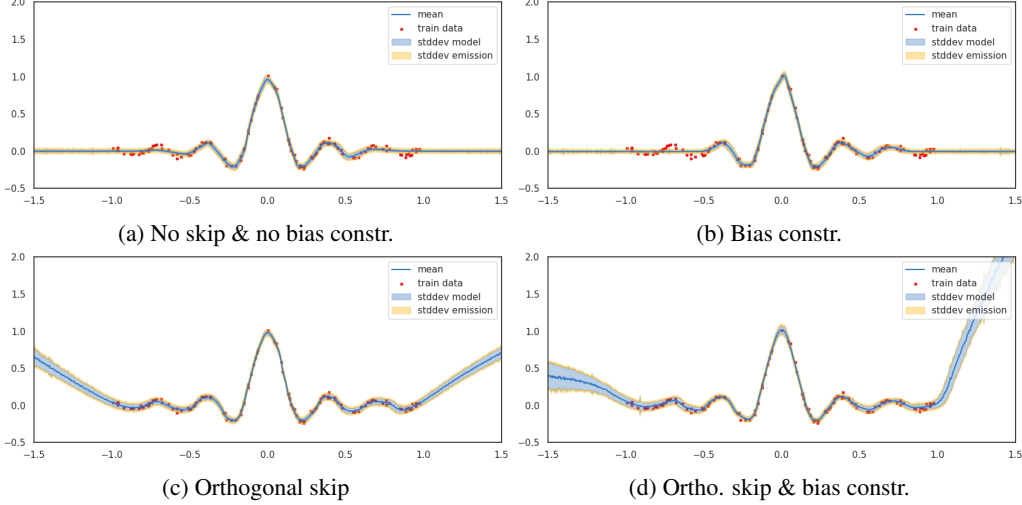 2.0
1.5
1.0
0.5
0.0
−0.5
−1.5 −1.0 −0.5 0.0 0.5 1.0 1.5
mean
train data
stddev model
stddev emission
(a) No skip & no bias constr.
2.0
1.5
1.0
0.5
0.0
−0.5
−1.5 −1.0 −0.5 0.0 0.5 1.0 1.5
mean
train data
stddev model
stddev emission
(b) Bias constr.
2.0
1.5
1.0
0.5
0.0
−0.5
−1.5 −1.0 −0.5 0.0 0.5 1.0 1.5
mean
train data
stddev model
stddev emission
(c) Orthogonal skip
2.0
1.5
1.0
0.5
0.0
−0.5
−1.5 −1.0 −0.5 0.0 0.5 1.0 1.5
mean
train data
stddev model
stddev emission
(d) Ortho. skip & bias constr.